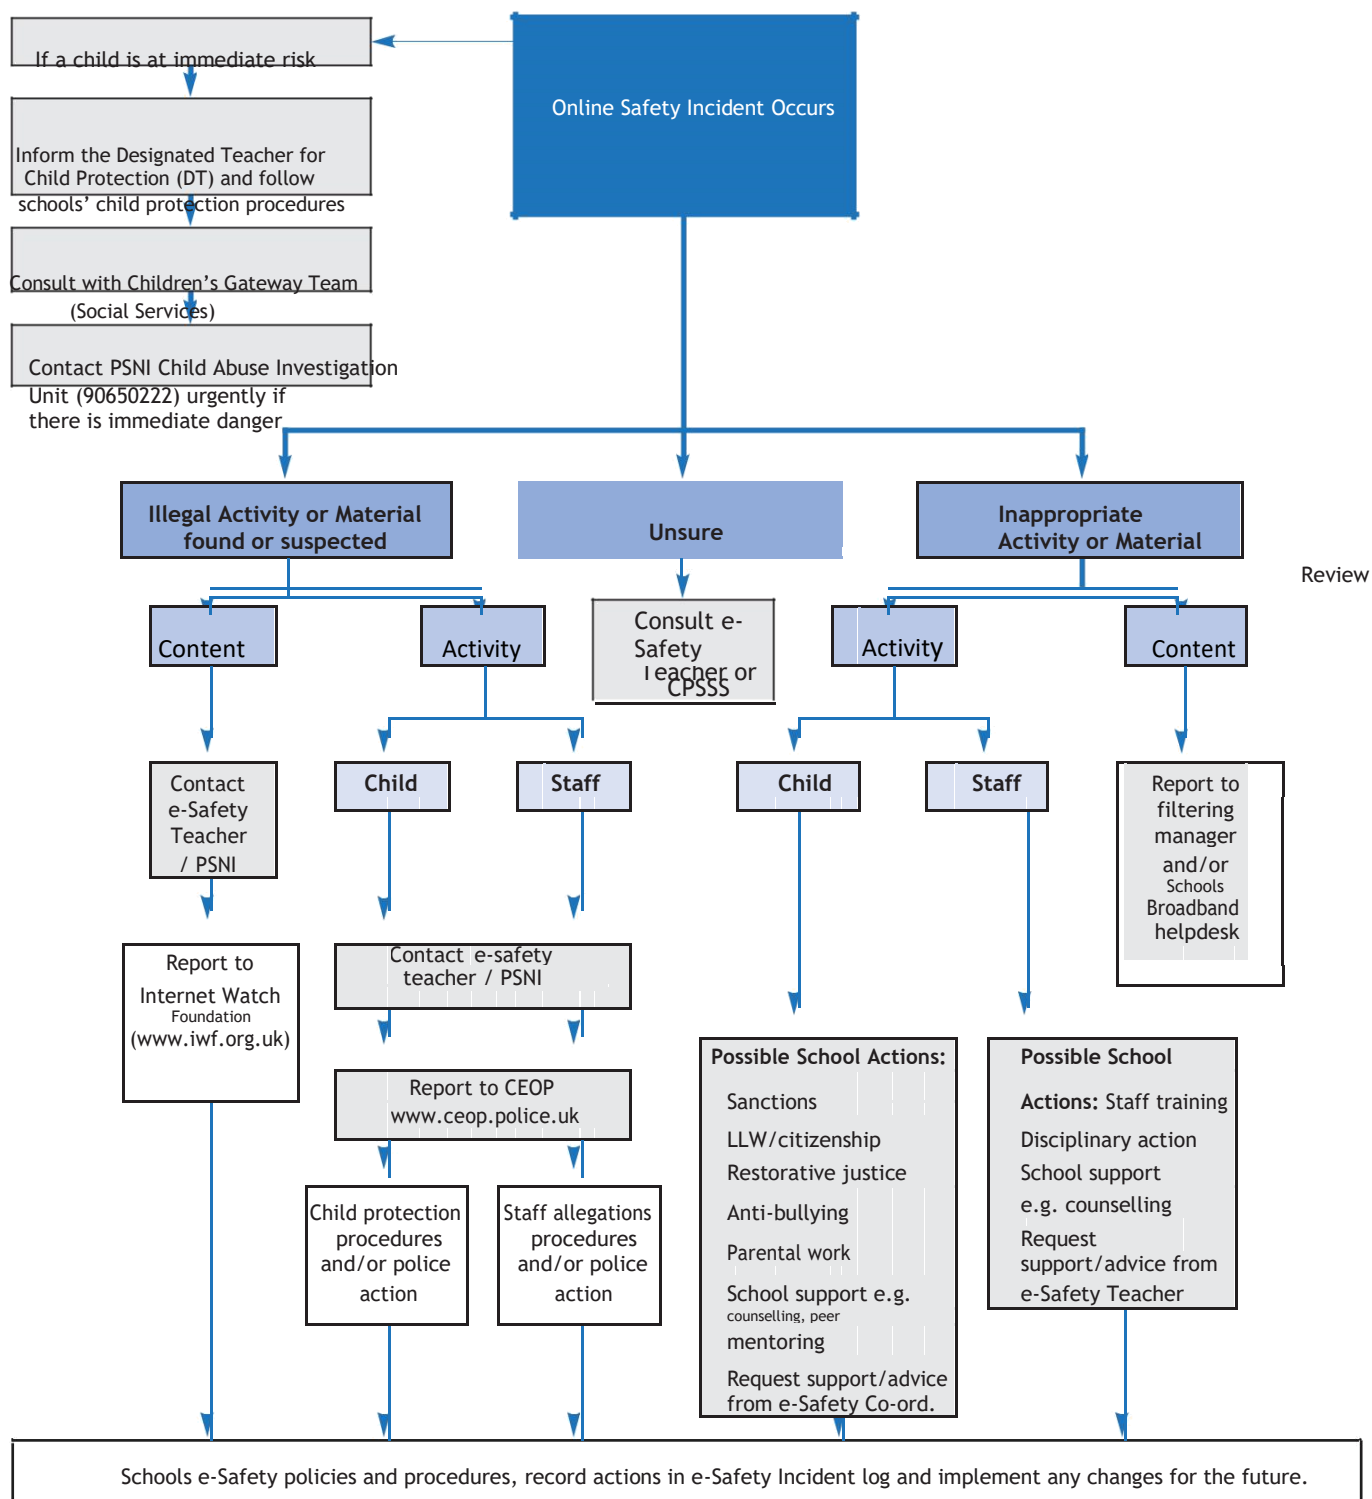 If a child is at immediate risk
Online Safety Incident Occurs
Inform the Designated Teacher for
Child Protection (DT) and follow
schools’ child protection procedures
Consult with Children’s Gateway Team
(Social Services)
Contact PSNI Child Abuse Investigation
Unit (90650222) urgently if
there is immediate danger
Illegal Activity or Material
found or suspected
Unsure
Inappropriate
Activity or Material
Review
Content
Activity
Consult e-
Safety
Teacher or
CPSSS
Activity
Content
Contact
e-Safety
Teacher
/ PSNI
Child
Staff
Child
Staff
Report to
filtering
manager
and/or
Schools
Broadband
helpdesk
Report to
Internet Watch
Foundation
(www.iwf.org.uk)
Contact e-safety
teacher / PSNI
Report to CEOP
www.ceop.police.uk
Child protection
procedures
and/or police
action
Staff allegations
procedures
and/or police
action
Possible School Actions:
Sanctions
LLW/citizenship
Restorative justice
Anti-bullying
Parental work
School support e.g.
counselling, peer
mentoring
Request support/advice
from e-Safety Co-ord.
Possible School
Actions: Staff training
Disciplinary action
School support
e.g. counselling
Request
support/advice from
e-Safety Teacher
Schools e-Safety policies and procedures, record actions in e-Safety Incident log and implement any changes for the future.